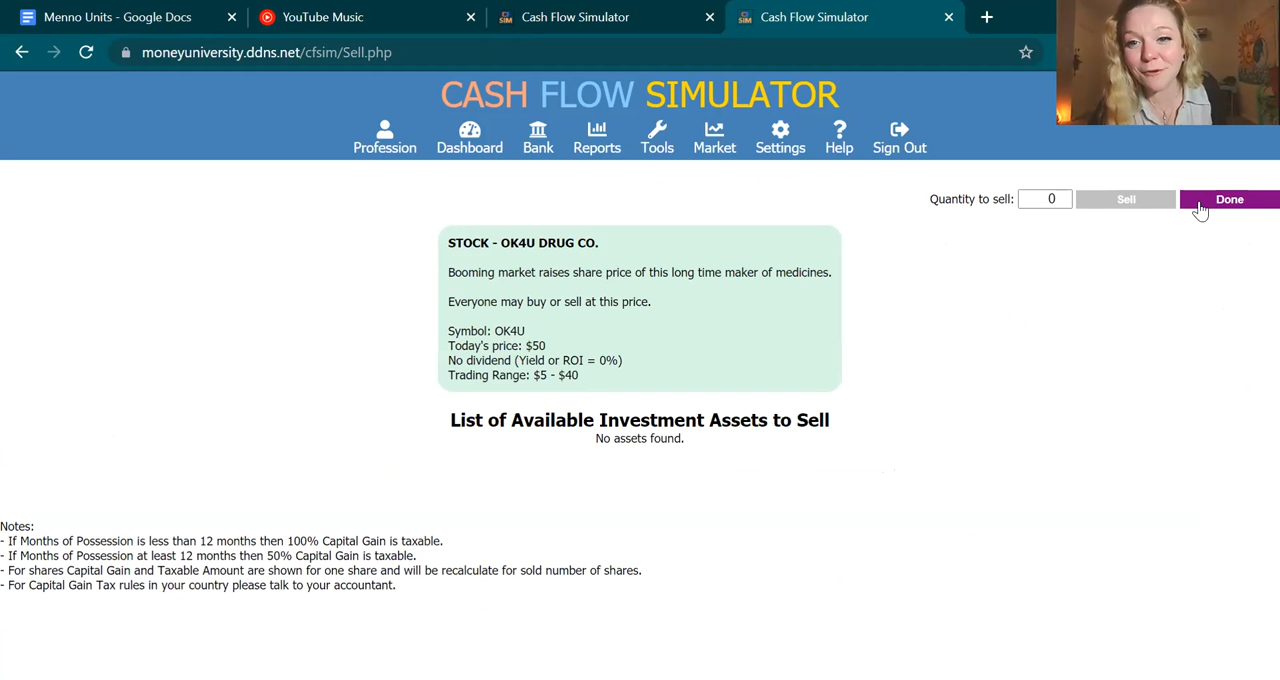 Menno Units - Google Docs
YouTube Music
Cash Flow Simulator
Cash Flow Simulator
moneyuniversity.ddns.net/cfsim/Sell.php
CASH FLOW SIMULATOR
Profession
Dashboard
Bank
Reports
Tools
Market
Settings
Help
Sign Out
Quantity to sell: 0 Sell Done
STOCK - OK4U DRUG CO.
Booming market raises share price of this long time maker of medicines.
Everyone may buy or sell at this price.
Symbol: OK4U
Today's price: $50
No dividend (Yield or ROI = 0%)
Trading Range: $5 - $40
List of Available Investment Assets to Sell
No assets found.
Notes:
- If Months of Possession is less than 12 months then 100% Capital Gain is taxable.
- If Months of Possession at least 12 months then 50% Capital Gain is taxable.
- For shares Capital Gain and Taxable Amount are shown for one share and will be recalculate for sold number of shares.
- For Capital Gain Tax rules in your country please talk to your accountant.